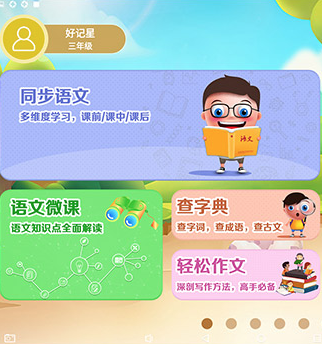 好记星
三年级
同步语文
多维度学习，课前/课中/课后
语文
语文微课
语文知识点全面解读
查字典
查字词，查成语，查古文
轻松作文
深创写作方法，高手必备